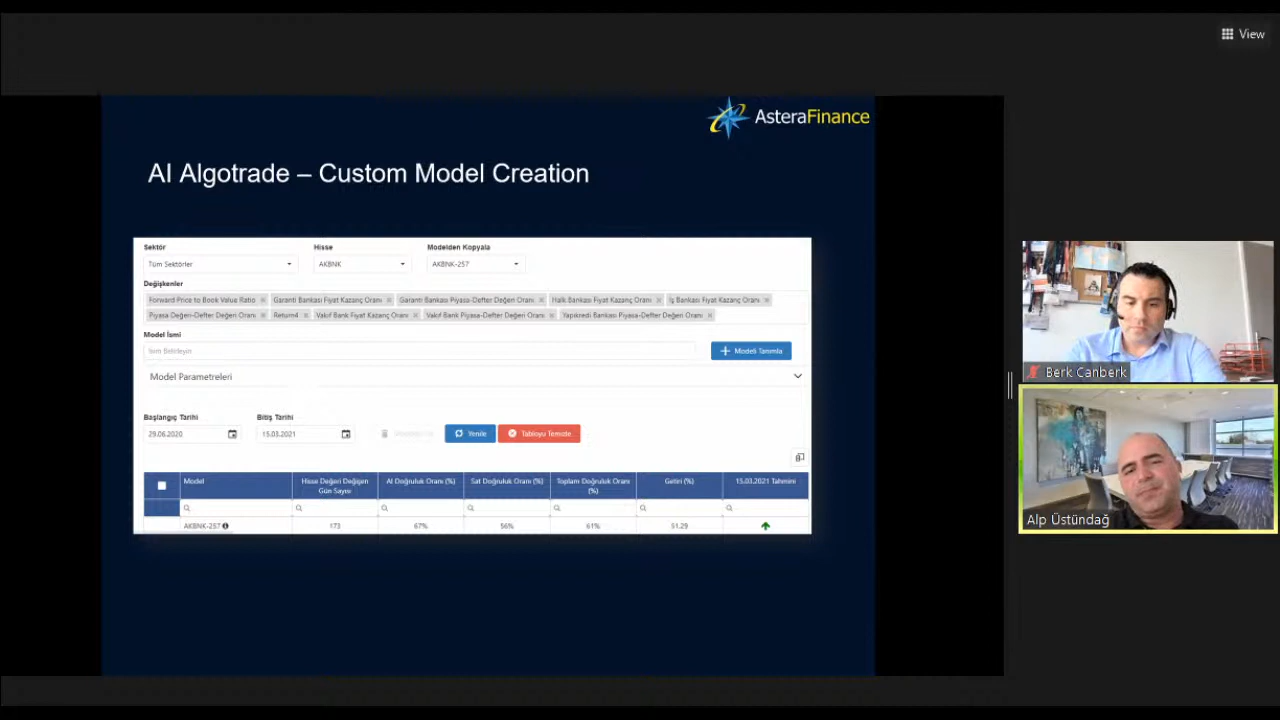 View
AsteraFinance
AI Algotrade – Custom Model Creation
Sektör Hisse Modelden Kopyala
Tüm Sektörler AKBNK AKBNK-257
Değişkenler
Forward Price to Book Value Ratio × Garanti Bankası Fiyat Kazanç Oranı × Garanti Bankası Piyasa-Defter Değeri Oranı × Halk Bankası Fiyat Kazanç Oranı × İş Bankası Fiyat Kazanç Oranı ×
Piyasa Değeri-Defter Değeri Oranı × Return4 × Vakıf Bank Fiyat Kazanç Oranı × Vakıf Bank Piyasa-Defter Değeri Oranı × Yapıkredi Bankası Piyasa-Defter Değeri Oranı ×
Model İsmi
İsim Belirleyin + Modeli Tanımla
Model Parametreleri
Başlangıç Tarihi Bitiş Tarihi
29.06.2020 15.03.2021 Yenile Tabloyu Temizle
Model Hisse Değeri Değişen Gün Sayısı Al Doğruluk Oranı (%) Sat Doğruluk Oranı (%) Toplam Doğruluk Oranı (%) Getiri (%) 15.03.2021 Tahmini
AKBNK-257 173 67% 56% 61% 51.29
Berk Canberk
Alp Üstündağ